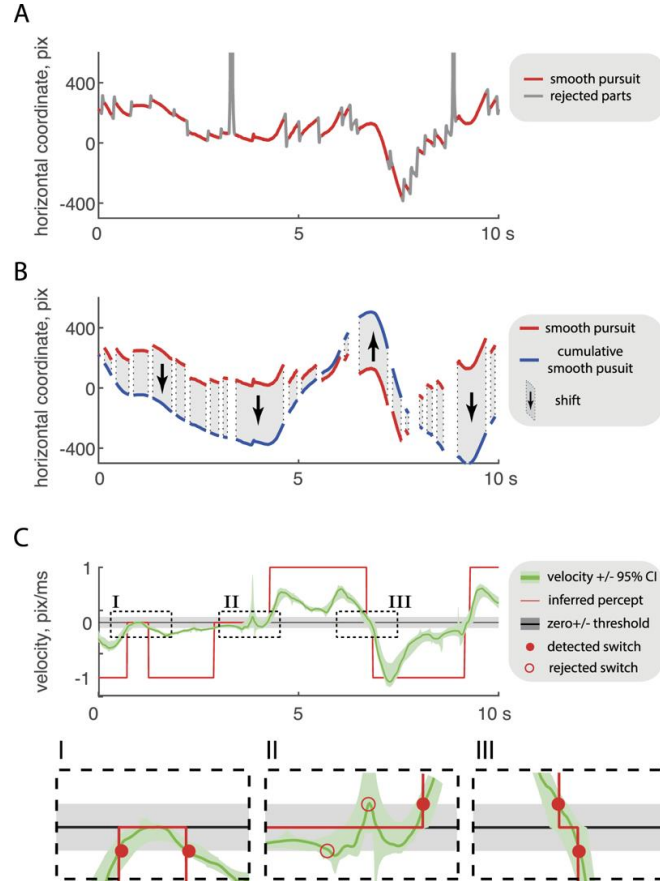 A
horizontal coordinate, pix
400
0
-400
0
5
10 s
smooth pursuit
rejected parts
B
horizontal coordinate, pix
400
0
-400
0
5
10 s
smooth pursuit
cumulative
smooth pusuit
shift
C
velocity, pix/ms
1
0
-1
0
5
10 s
I
II
III
velocity +/- 95% CI
inferred percept
zero+/- threshold
detected switch
rejected switch
I
II
III